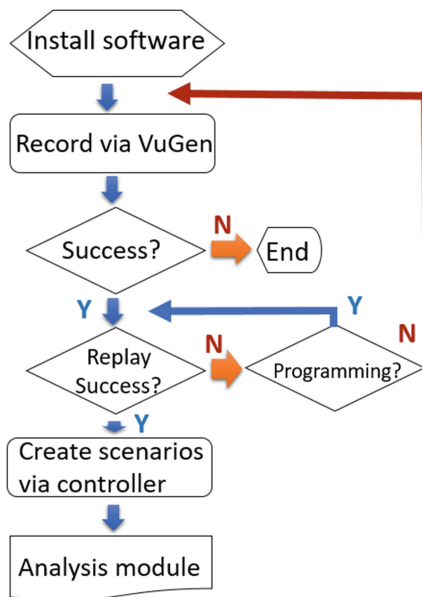 Install software
Record via VuGen
N
Success?
End
Y
Y
N
N
Replay
Success?
Programming?
Y
Create scenarios
via controller
Analysis module